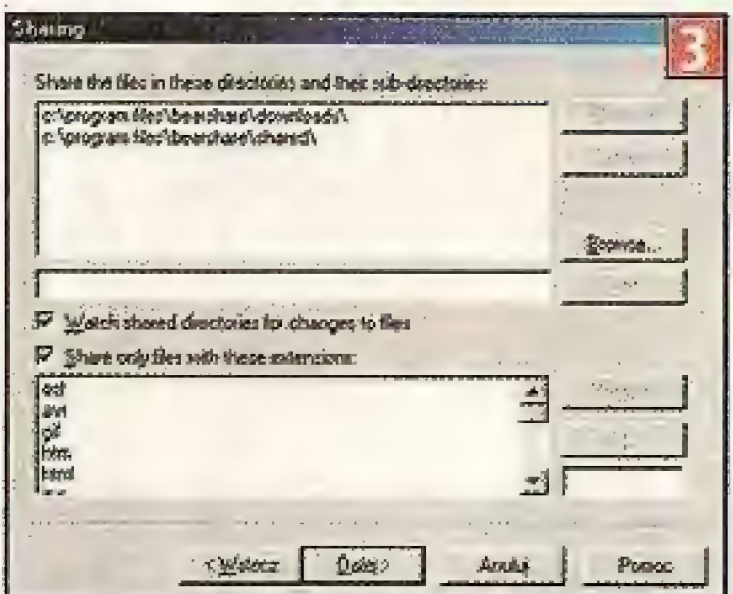 Sharing
3
Share the files in these directories and their sub-directories:
c:\program files\bearshare\downloads\
c:\program files\bearshare\shared\
Browse...
Watch shared directories for changes to files
Share only files with these extensions:
asf
avi
gif
htm
html
< Wstecz
Dalej >
Anuluj
Pomoc